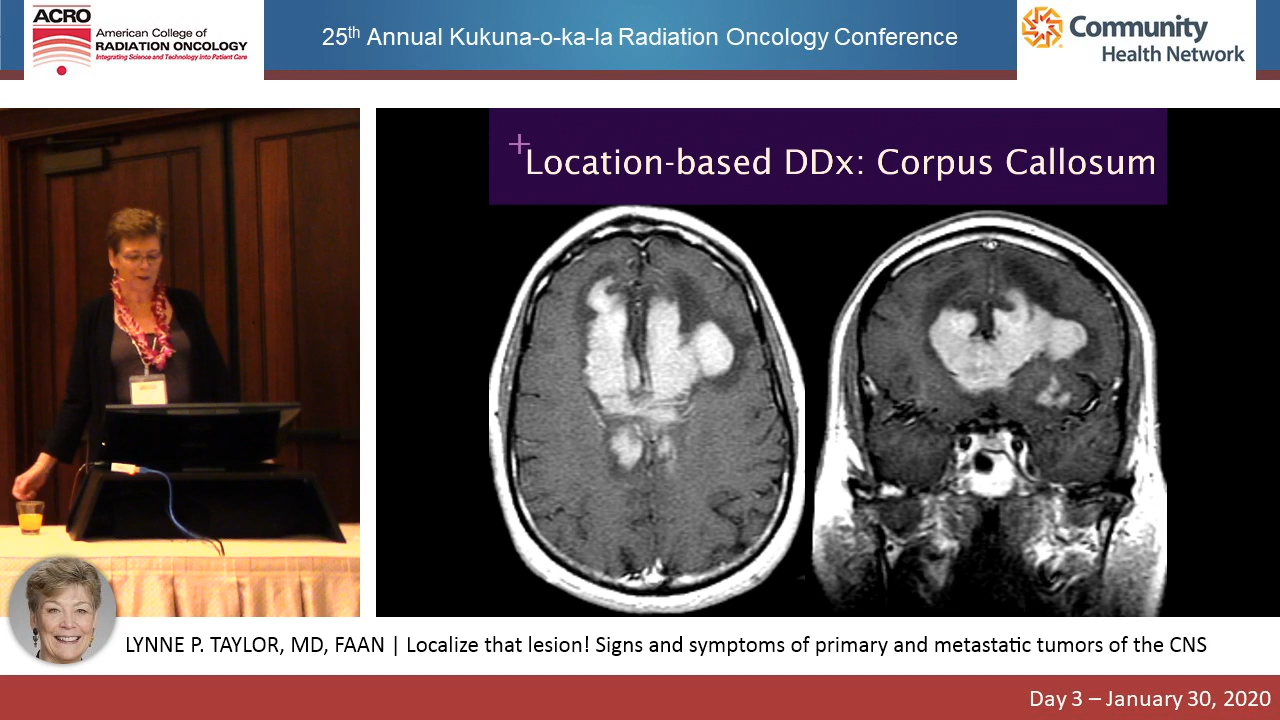 ACRO
American College of
RADIATION ONCOLOGY
Integrating Science and Technology Into Patient Care
25th Annual Kukuna-o-ka-la Radiation Oncology Conference
Community
Health Network
+
Location-based DDx: Corpus Callosum
LYNNE P. TAYLOR, MD, FAAN | Localize that lesion! Signs and symptoms of primary and metastatic tumors of the CNS
Day 3 – January 30, 2020